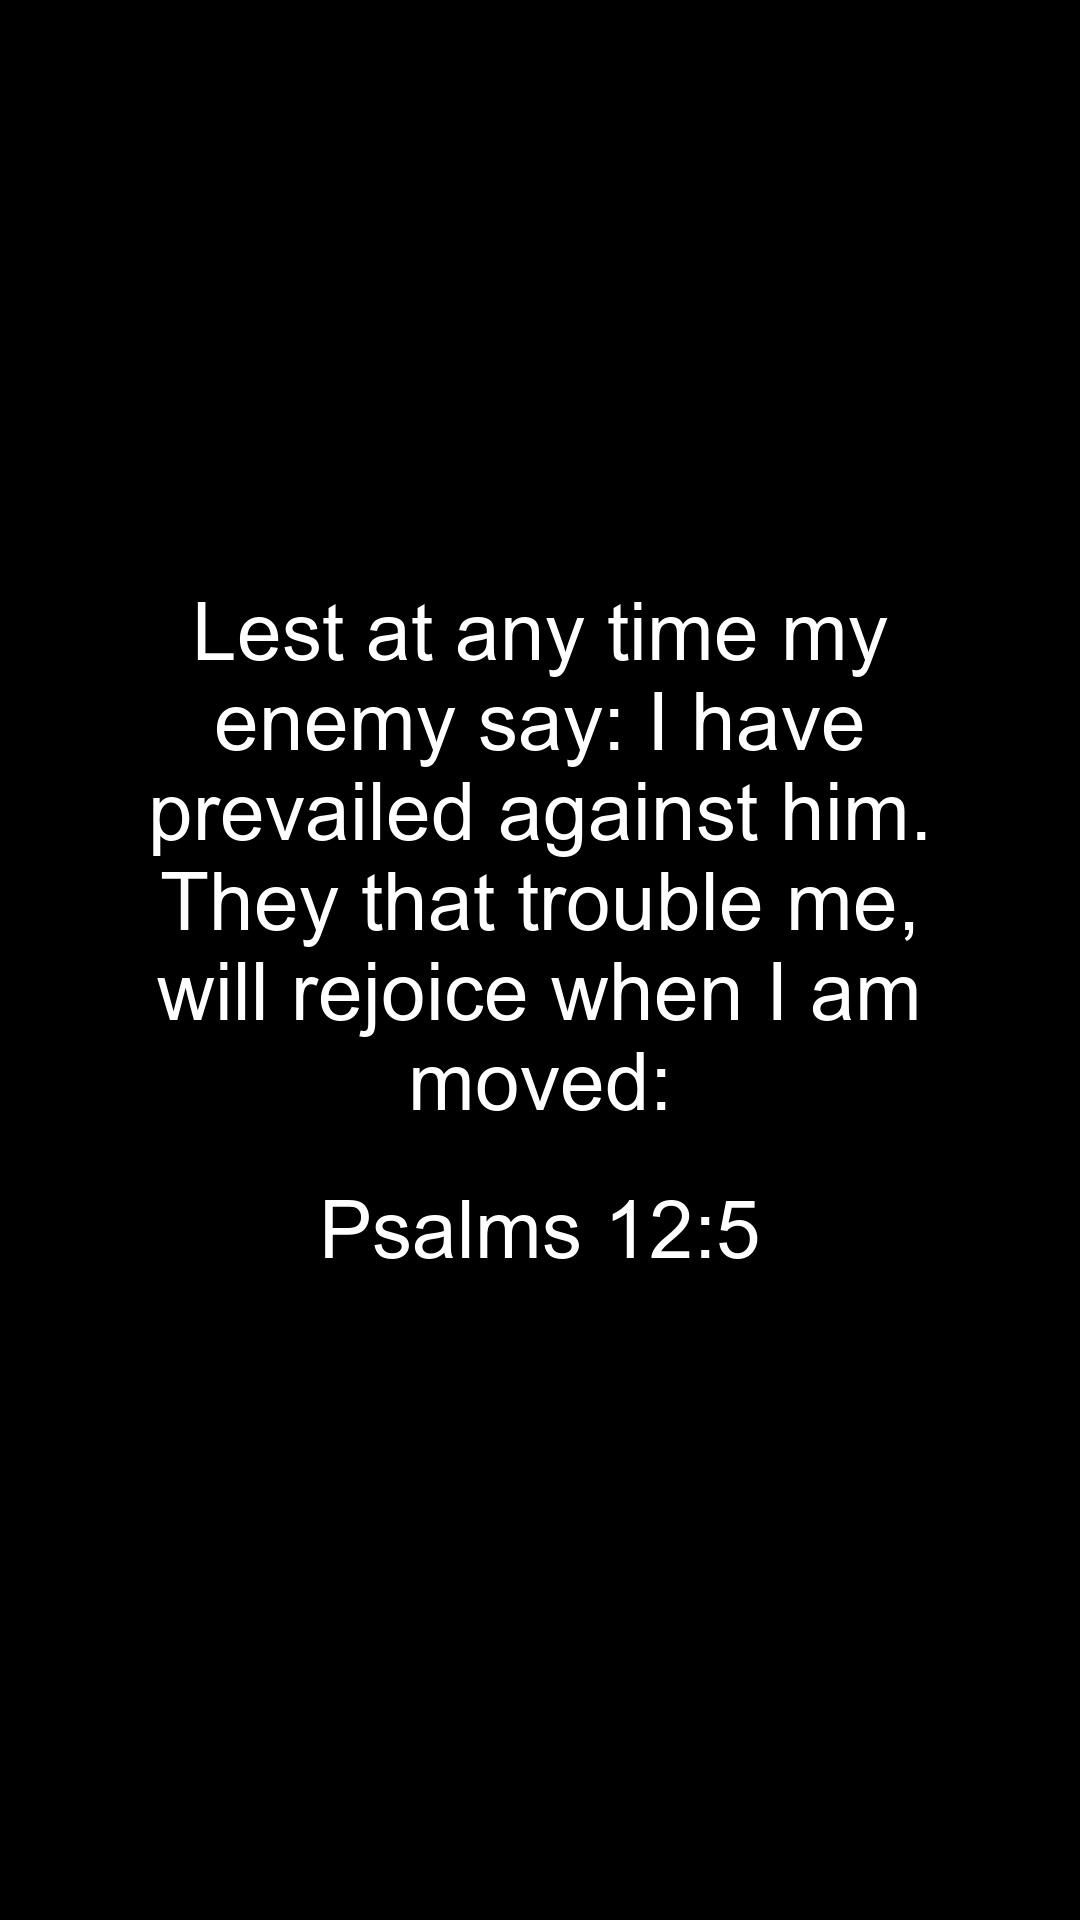 Lest at any time my
enemy say: I have
prevailed against him.
They that trouble me,
will rejoice when I am
moved:
Psalms 12:5